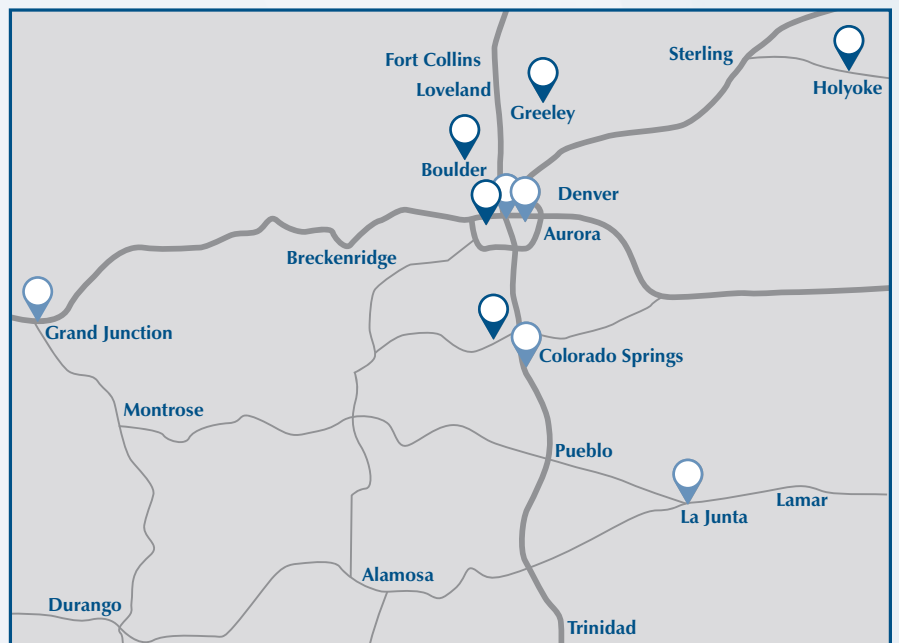 Fort Collins
Sterling
Loveland
Holyoke
Greeley
Boulder
Denver
Aurora
Breckenridge
Grand Junction
Colorado Springs
Montrose
Pueblo
Lamar
La Junta
Alamosa
Durango
Trinidad